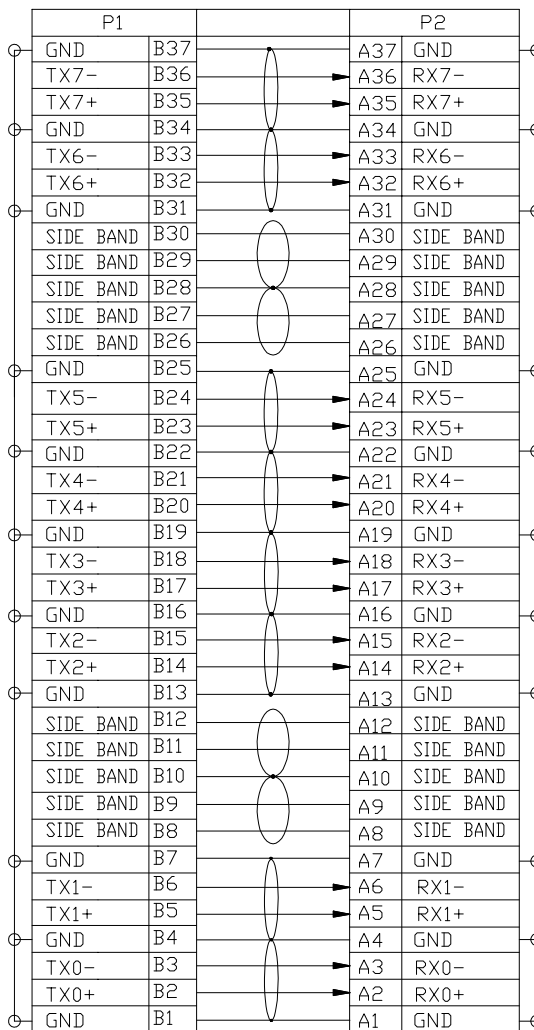 P1 P2
GND B37 A37 GND
TX7- B36 A36 RX7-
TX7+ B35 A35 RX7+
GND B34 A34 GND
TX6- B33 A33 RX6-
TX6+ B32 A32 RX6+
GND B31 A31 GND
SIDE BAND B30 A30 SIDE BAND
SIDE BAND B29 A29 SIDE BAND
SIDE BAND B28 A28 SIDE BAND
SIDE BAND B27 A27 SIDE BAND
SIDE BAND B26 A26 SIDE BAND
GND B25 A25 GND
TX5- B24 A24 RX5-
TX5+ B23 A23 RX5+
GND B22 A22 GND
TX4- B21 A21 RX4-
TX4+ B20 A20 RX4+
GND B19 A19 GND
TX3- B18 A18 RX3-
TX3+ B17 A17 RX3+
GND B16 A16 GND
TX2- B15 A15 RX2-
TX2+ B14 A14 RX2+
GND B13 A13 GND
SIDE BAND B12 A12 SIDE BAND
SIDE BAND B11 A11 SIDE BAND
SIDE BAND B10 A10 SIDE BAND
SIDE BAND B9 A9 SIDE BAND
SIDE BAND B8 A8 SIDE BAND
GND B7 A7 GND
TX1- B6 A6 RX1-
TX1+ B5 A5 RX1+
GND B4 A4 GND
TX0- B3 A3 RX0-
TX0+ B2 A2 RX0+
GND B1 A1 GND